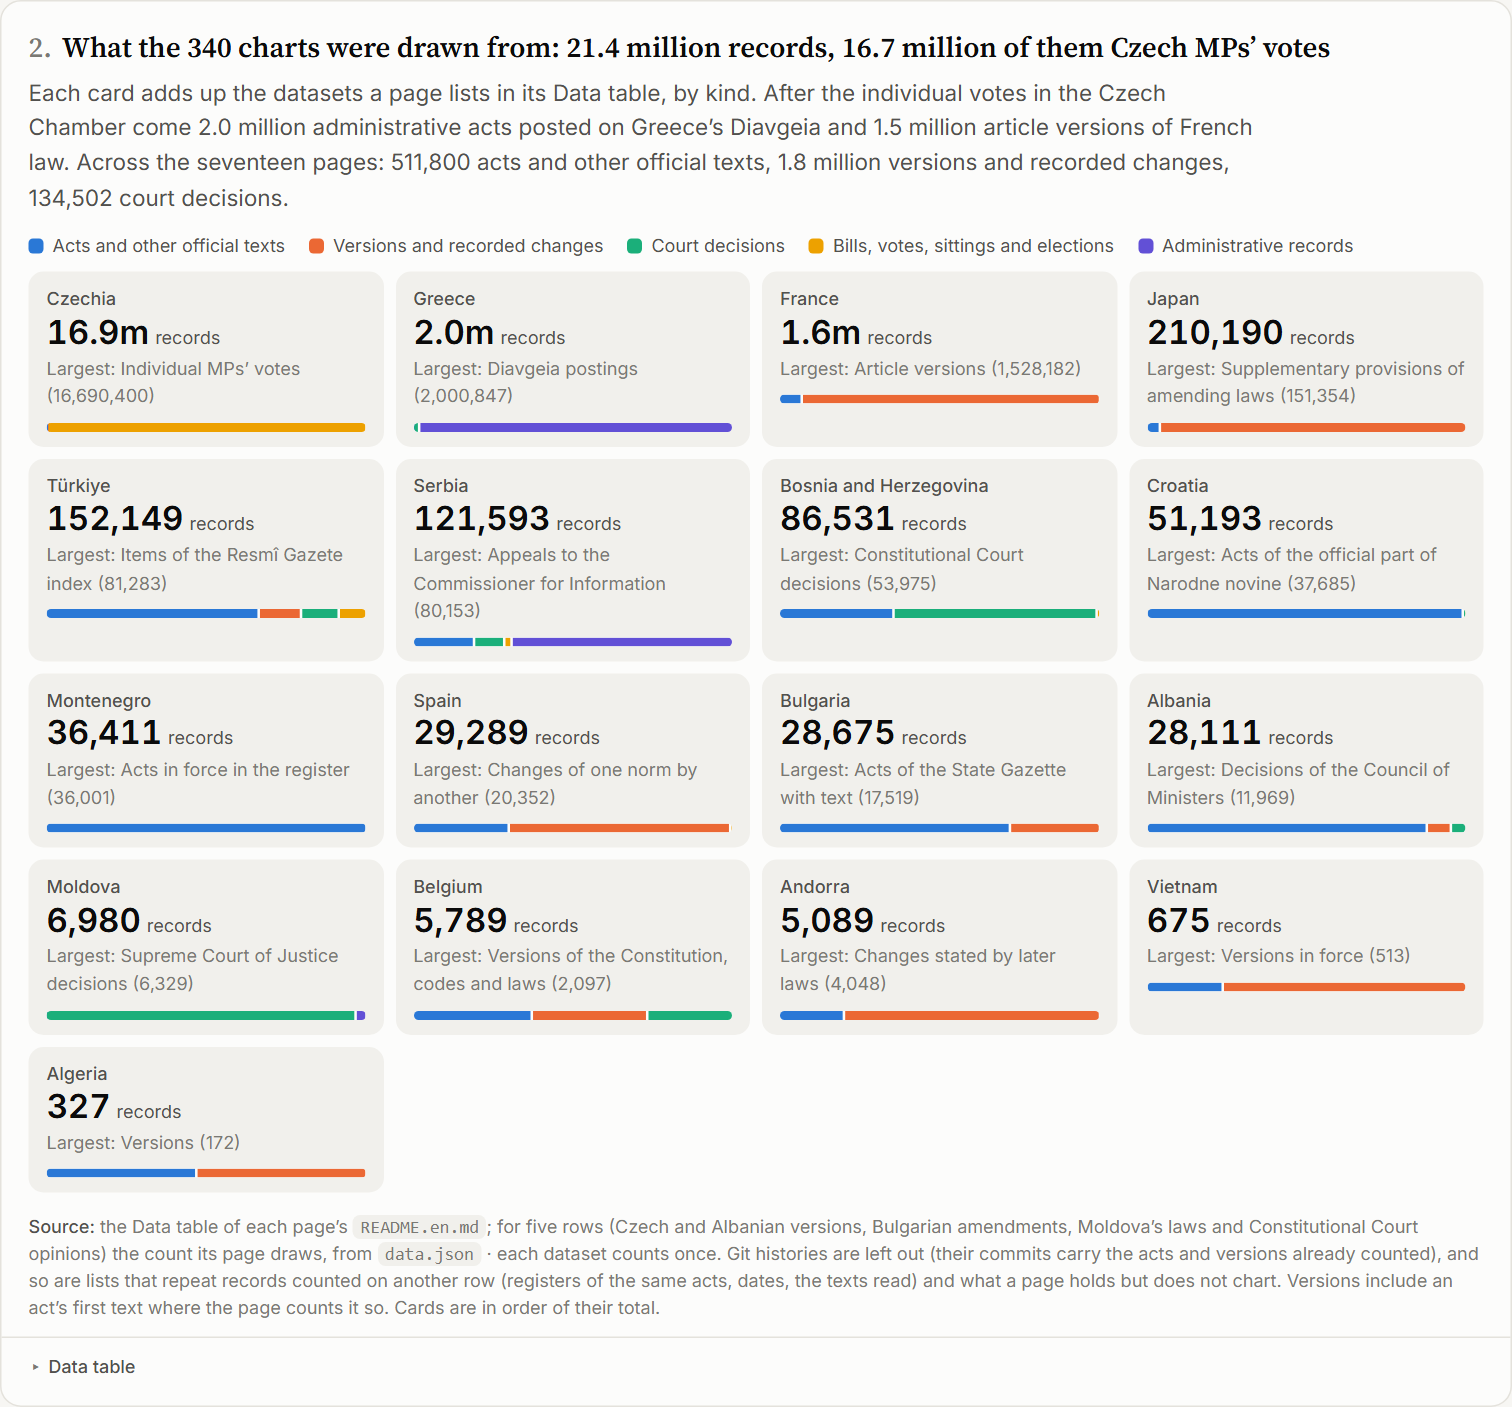 2. What the 340 charts were drawn from: 21.4 million records, 16.7 million of them Czech MPs’ votes
Each card adds up the datasets a page lists in its Data table, by kind. After the individual votes in the Czech
Chamber come 2.0 million administrative acts posted on Greece’s Diavgeia and 1.5 million article versions of French
law. Across the seventeen pages: 511,800 acts and other official texts, 1.8 million versions and recorded changes,
134,502 court decisions.
Acts and other official texts
Versions and recorded changes
Court decisions
Bills, votes, sittings and elections
Administrative records
Czechia
16.9m records
Largest: Individual MPs’ votes
(16,690,400)
Greece
2.0m records
Largest: Diavgeia postings
(2,000,847)
France
1.6m records
Largest: Article versions (1,528,182)
Japan
210,190 records
Largest: Supplementary provisions of
amending laws (151,354)
Türkiye
152,149 records
Largest: Items of the Resmî Gazete
index (81,283)
Serbia
121,593 records
Largest: Appeals to the
Commissioner for Information
(80,153)
Bosnia and Herzegovina
86,531 records
Largest: Constitutional Court
decisions (53,975)
Croatia
51,193 records
Largest: Acts of the official part of
Narodne novine (37,685)
Montenegro
36,411 records
Largest: Acts in force in the register
(36,001)
Spain
29,289 records
Largest: Changes of one norm by
another (20,352)
Bulgaria
28,675 records
Largest: Acts of the State Gazette
with text (17,519)
Albania
28,111 records
Largest: Decisions of the Council of
Ministers (11,969)
Moldova
6,980 records
Largest: Supreme Court of Justice
decisions (6,329)
Belgium
5,789 records
Largest: Versions of the Constitution,
codes and laws (2,097)
Andorra
5,089 records
Largest: Changes stated by later
laws (4,048)
Vietnam
675 records
Largest: Versions in force (513)
Algeria
327 records
Largest: Versions (172)
Source: the Data table of each page’s README.en.md; for five rows (Czech and Albanian versions, Bulgarian amendments, Moldova’s laws and Constitutional Court
opinions) the count its page draws, from data.json · each dataset counts once. Git histories are left out (their commits carry the acts and versions already counted), and
so are lists that repeat records counted on another row (registers of the same acts, dates, the texts read) and what a page holds but does not chart. Versions include an
act’s first text where the page counts it so. Cards are in order of their total.
▸ Data table